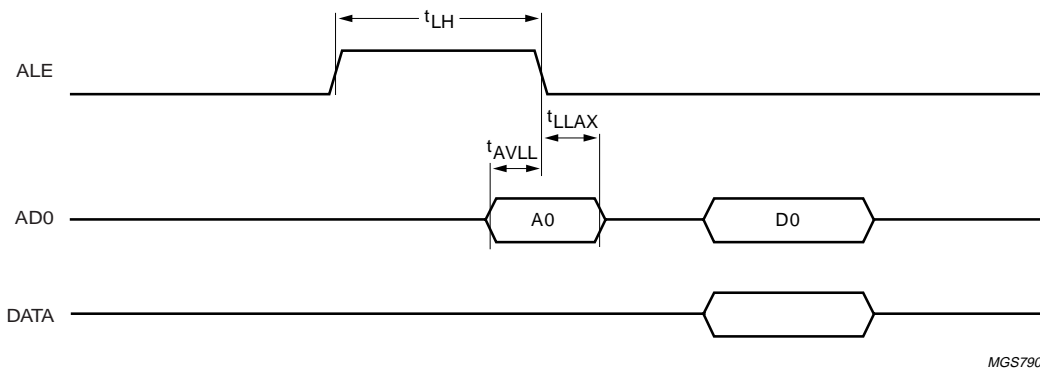 tLH
ALE
tLLAX
tAVLL
AD0
A0
D0
DATA
MGS790